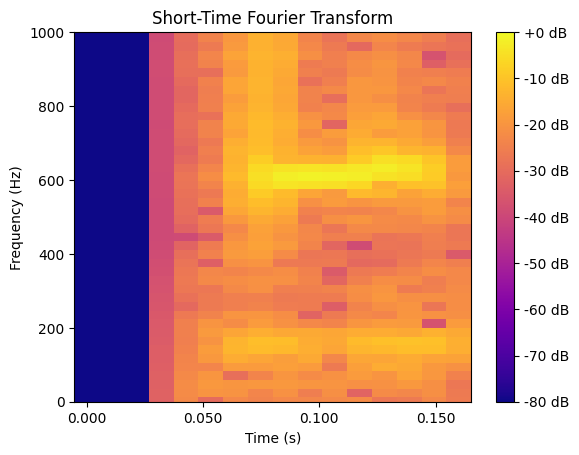 Short-Time Fourier Transform
1000
800
600
400
200
0
Frequency (Hz)
0.000
0.050
0.100
0.150
Time (s)
+0 dB
-10 dB
-20 dB
-30 dB
-40 dB
-50 dB
-60 dB
-70 dB
-80 dB